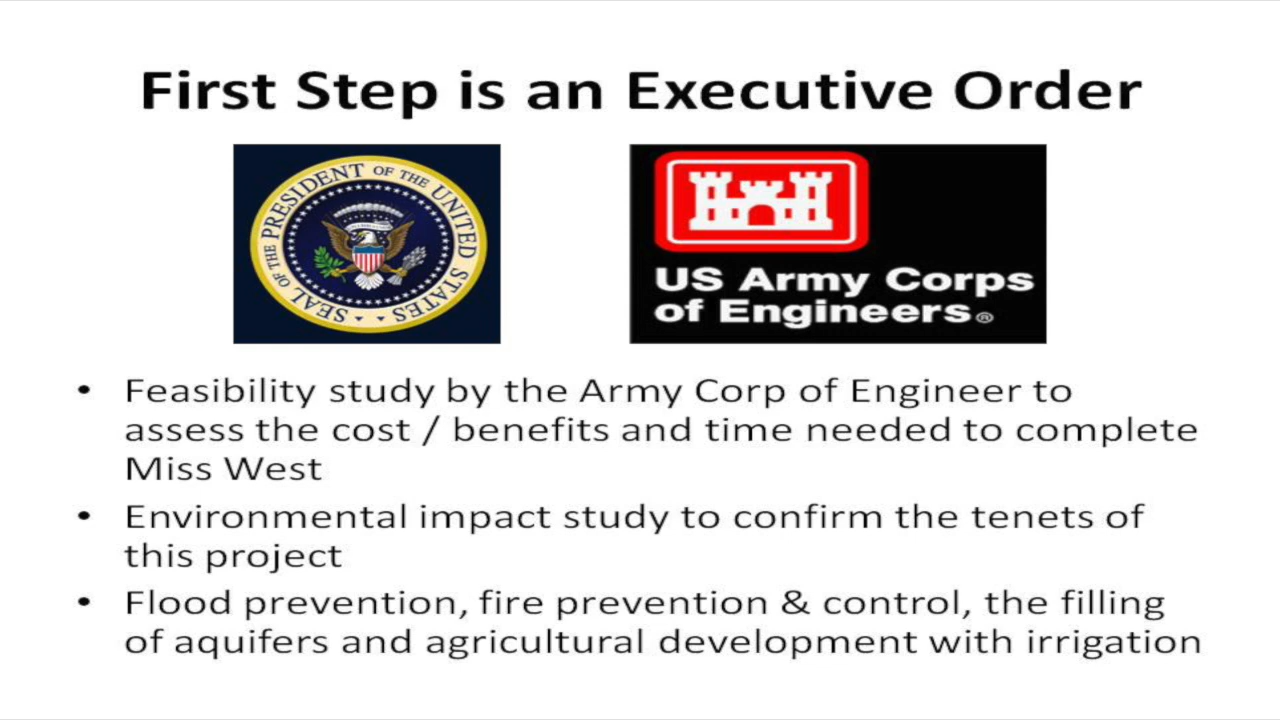 First Step is an Executive Order
SEAL OF THE PRESIDENT OF THE UNITED STATES
US Army Corps
of Engineers®
• Feasibility study by the Army Corp of Engineer to
assess the cost / benefits and time needed to complete
Miss West
• Environmental impact study to confirm the tenets of
this project
• Flood prevention, fire prevention & control, the filling
of aquifers and agricultural development with irrigation